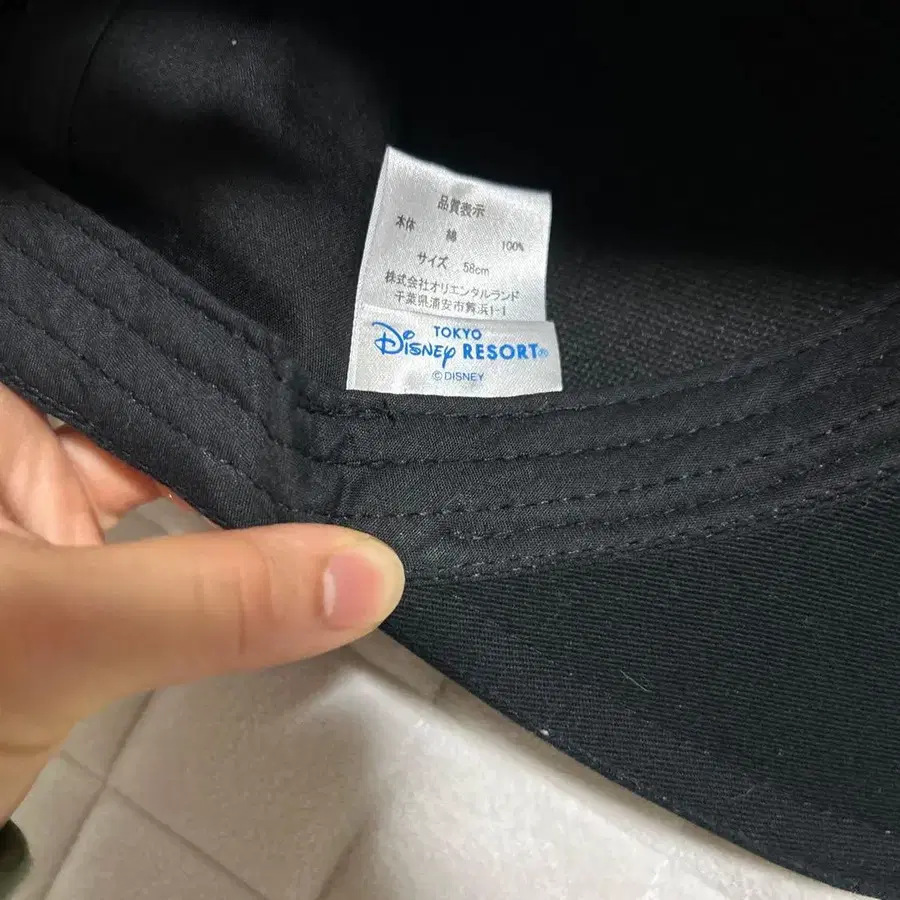 品質表示
本体 綿 100%
サイズ 58cm
株式会社オリエンタルランド
千葉県浦安市舞浜1-1
TOKYO
Disney RESORT®
©DISNEY